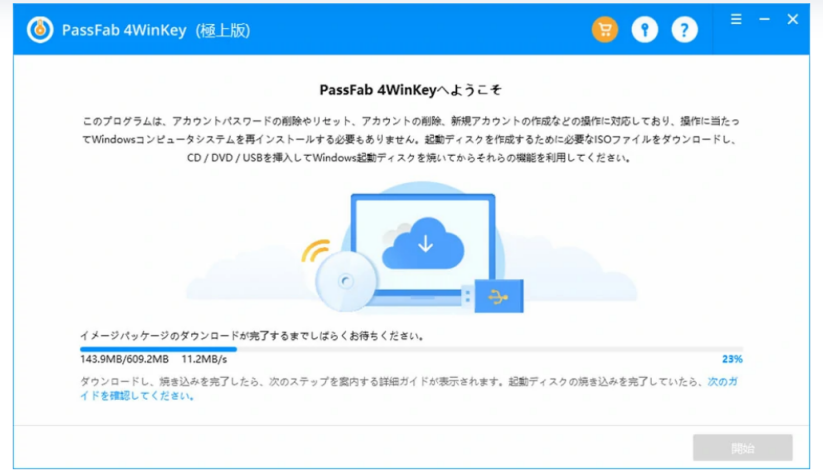 PassFab 4WinKey (極上版)
PassFab 4WinKeyへようこそ
このプログラムは、アカウントパスワードの削除やリセット、アカウントの削除、新規アカウントの作成などの操作に対応しており、操作に当たっ
てWindowsコンピュータシステムを再インストールする必要もありません。起動ディスクを作成するために必要なISOファイルをダウンロードし、
CD / DVD / USBを挿入してWindows起動ディスクを焼いてからそれらの機能を利用してください。
イメージパッケージのダウンロードが完了するまでしばらくお待ちください。
143.9MB/609.2MB 11.2MB/s 23%
ダウンロードし、焼き込みを完了したら、次のステップを案内する詳細ガイドが表示されます。起動ディスクの焼き込みを完了していたら、次のガ
イドを確認してください。
開始